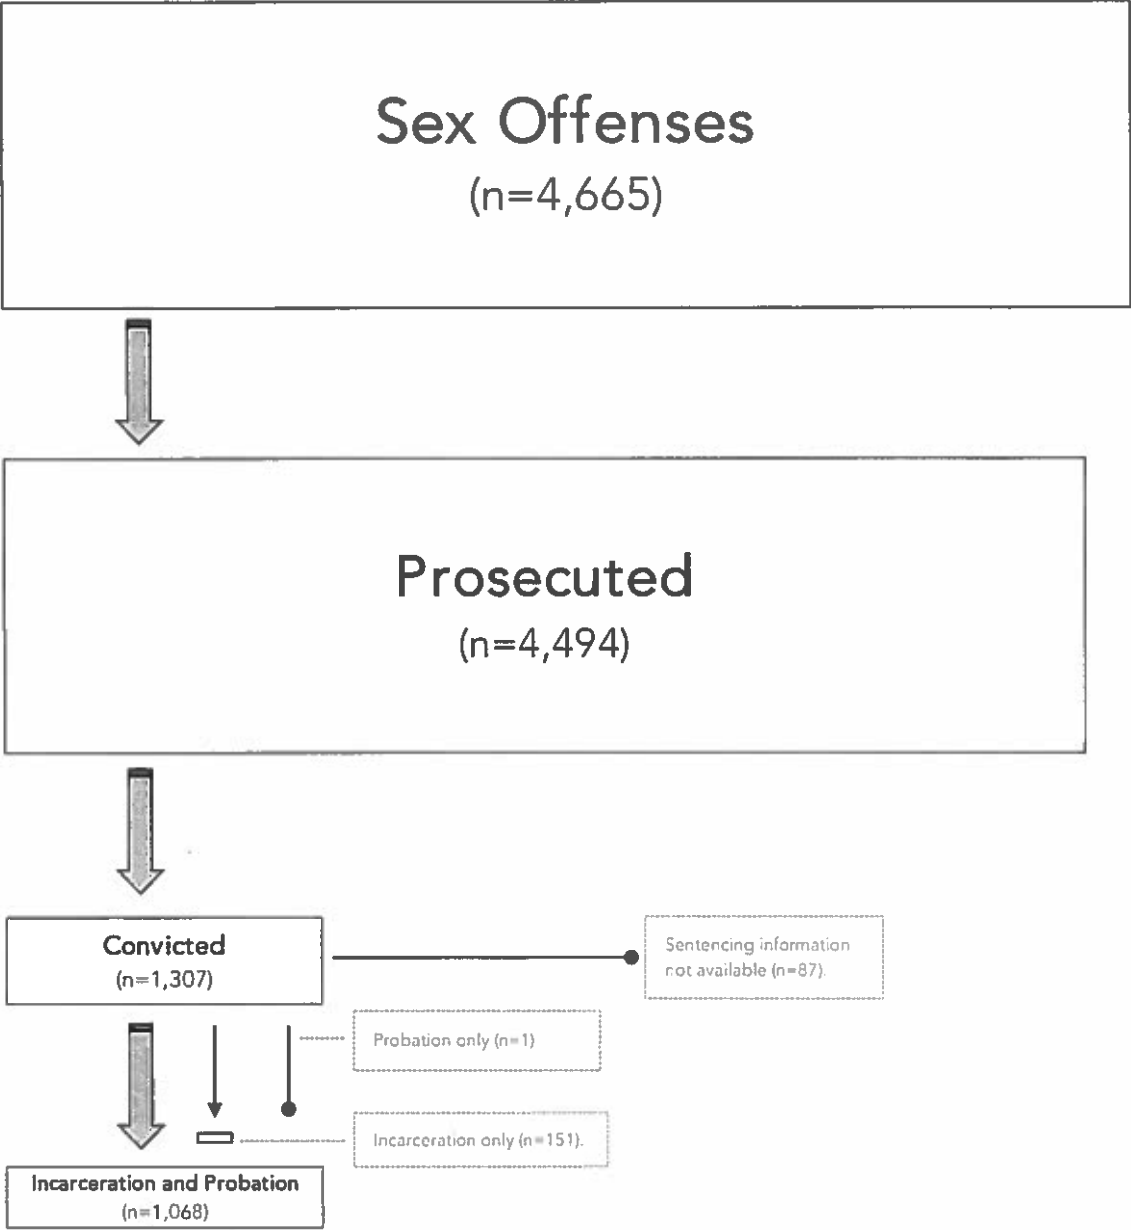 Sex Offenses
(n=4,665)
Prosecuted
(n=4,494)
Convicted
(n=1,307)
Sentencing information
not available (n=87).
Probation only (n=1)
Incarceration only (n=151).
Incarceration and Probation
(n=1,068)